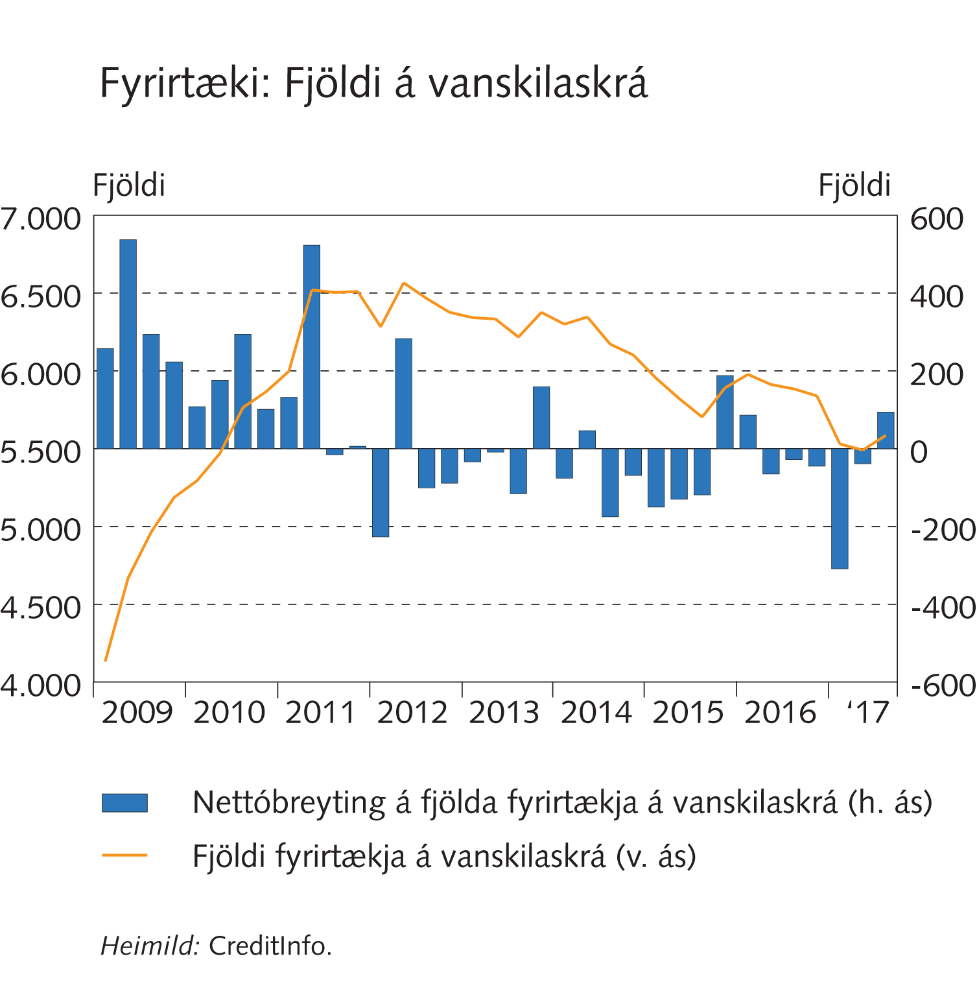 Fyrirtæki: Fjöldi á vanskilaskrá
Fjöldi Fjöldi
7.000 600
6.500 400
6.000 200
5.500 0
5.000 -200
4.500 -400
4.000 -600
2009 2010 2011 2012 2013 2014 2015 2016 ‘17
Nettóbreyting á fjölda fyrirtækja á vanskilaskrá (h. ás)
Fjöldi fyrirtækja á vanskilaskrá (v. ás)
Heimild: CreditInfo.